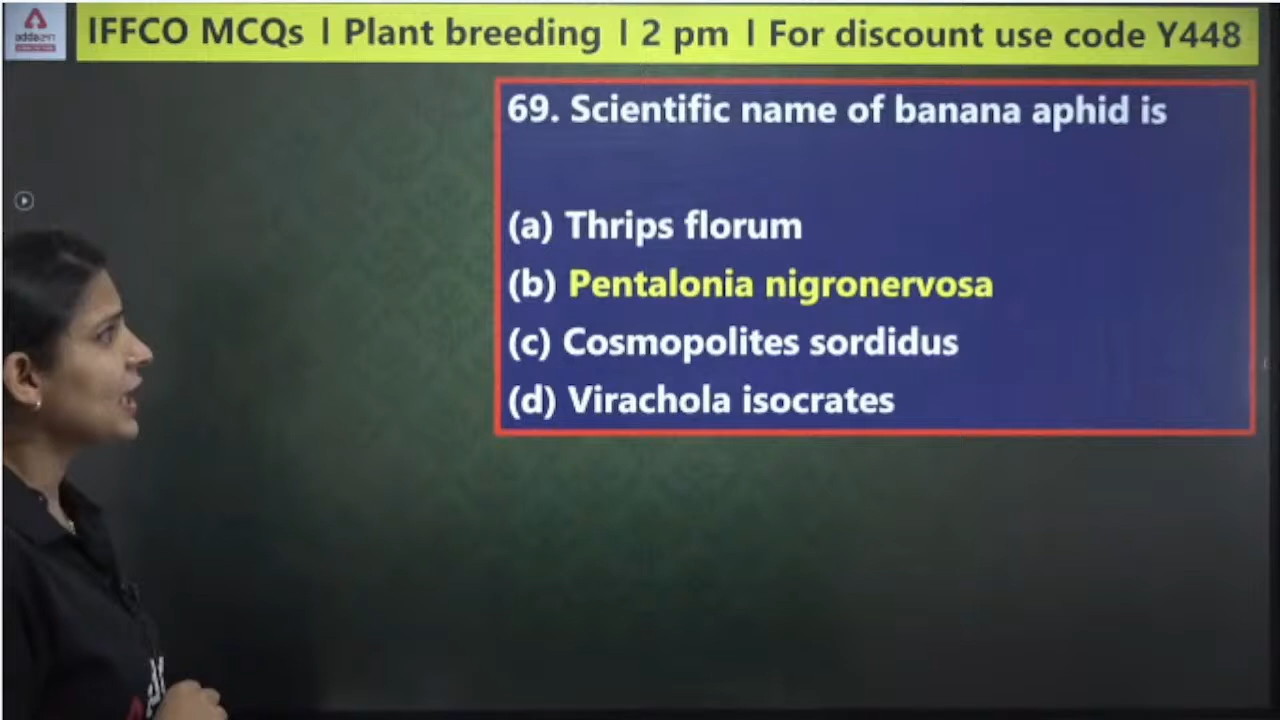 adda247
IFFCO MCQs I Plant breeding I 2 pm I For discount use code Y448
69. Scientific name of banana aphid is
(a) Thrips florum
(b) Pentalonia nigronervosa
(c) Cosmopolites sordidus
(d) Virachola isocrates